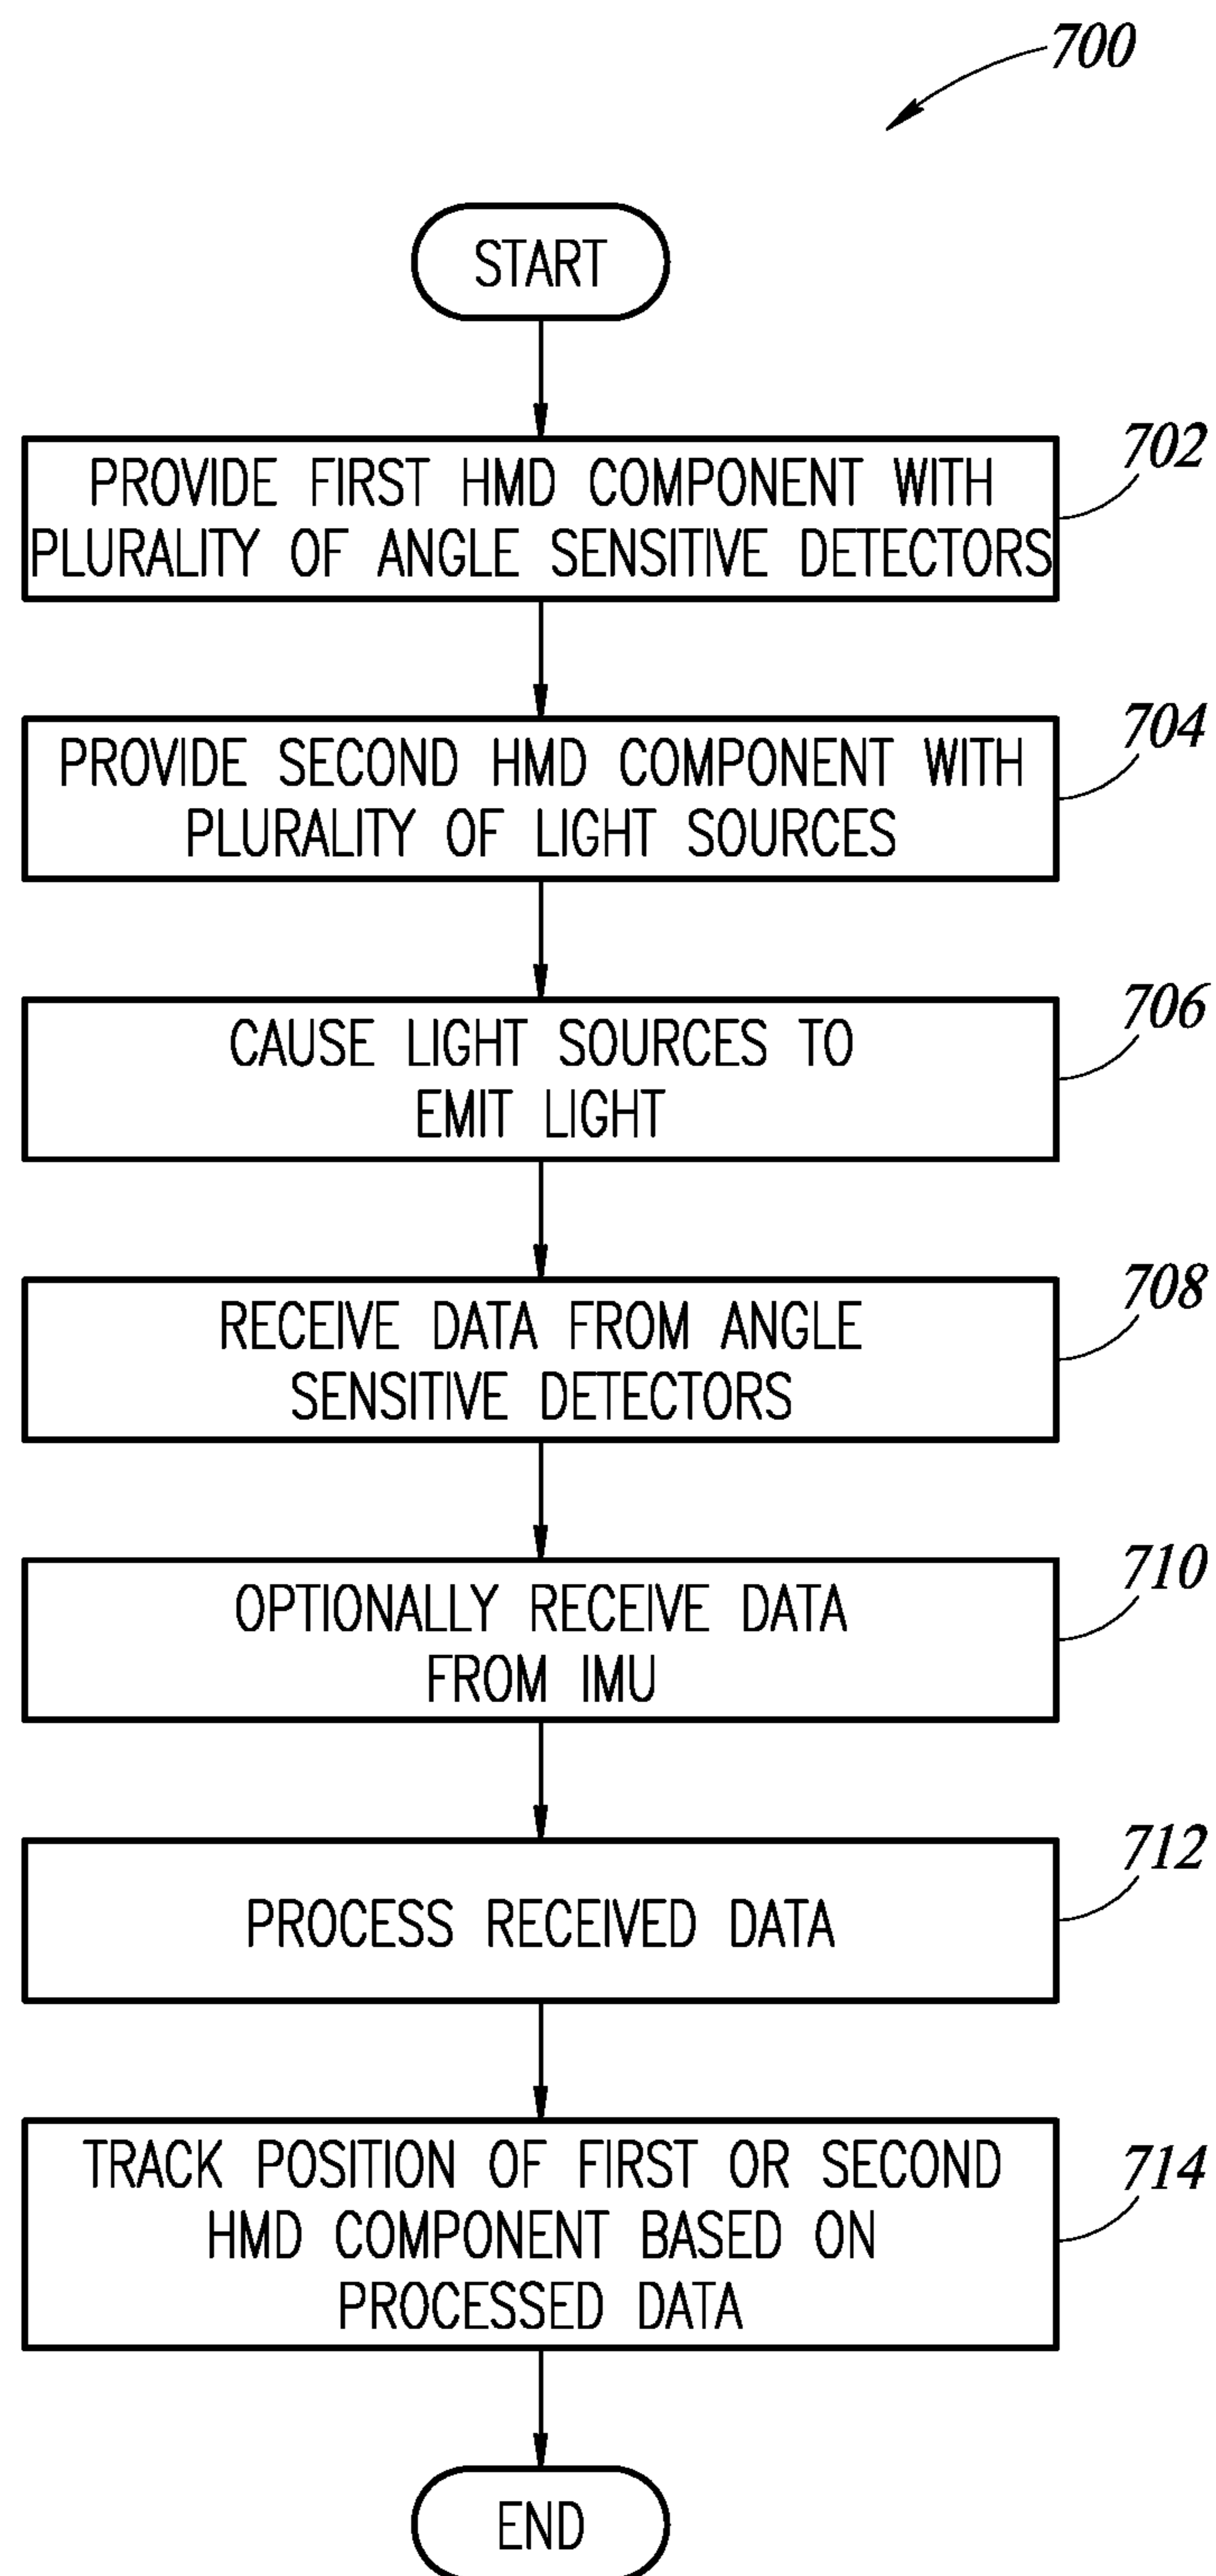 700
START
PROVIDE FIRST HMD COMPONENT WITH
PLURALITY OF ANGLE SENSITIVE DETECTORS
702
PROVIDE SECOND HMD COMPONENT WITH
PLURALITY OF LIGHT SOURCES
704
CAUSE LIGHT SOURCES TO
EMIT LIGHT
706
RECEIVE DATA FROM ANGLE
SENSITIVE DETECTORS
708
OPTIONALLY RECEIVE DATA
FROM IMU
710
PROCESS RECEIVED DATA
712
TRACK POSITION OF FIRST OR SECOND
HMD COMPONENT BASED ON
PROCESSED DATA
714
END